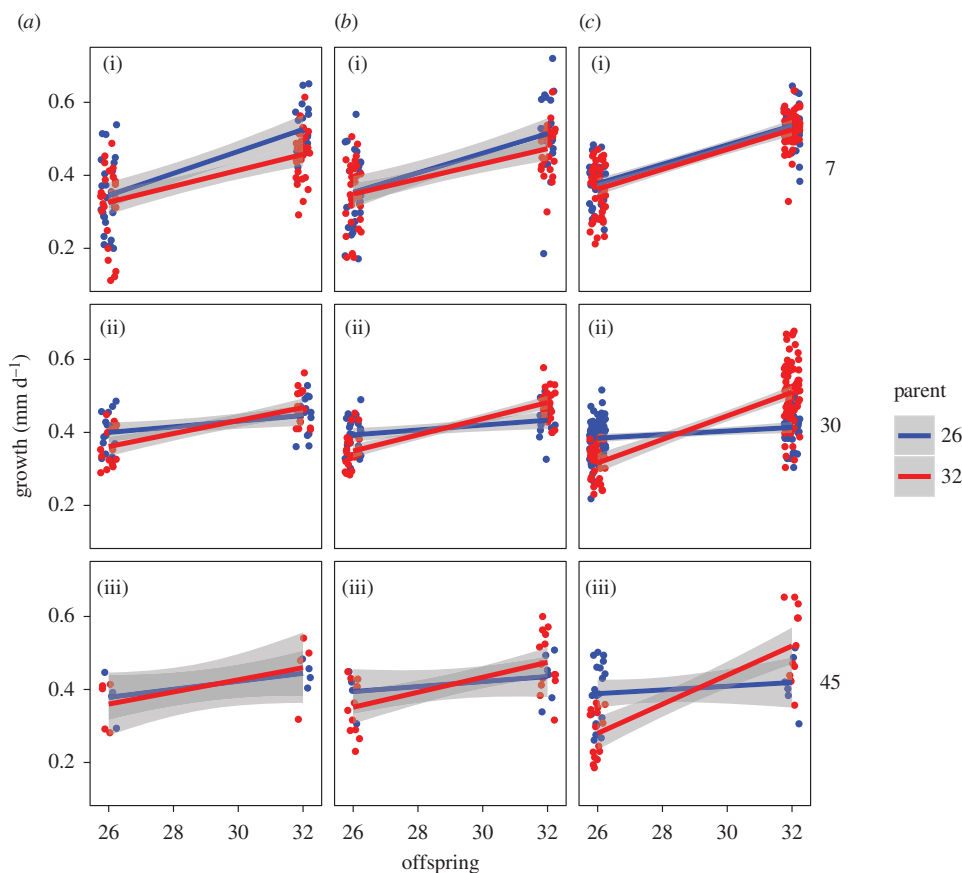 (a) (b) (c)
(i) (i) (i)
0.6
0.4
0.2
7
(ii) (ii) (ii)
0.6
0.4
0.2
30
growth (mm d−1)
parent
26
32
(iii) (iii) (iii)
0.6
0.4
0.2
45
26 28 30 32 26 28 30 32 26 28 30 32
offspring